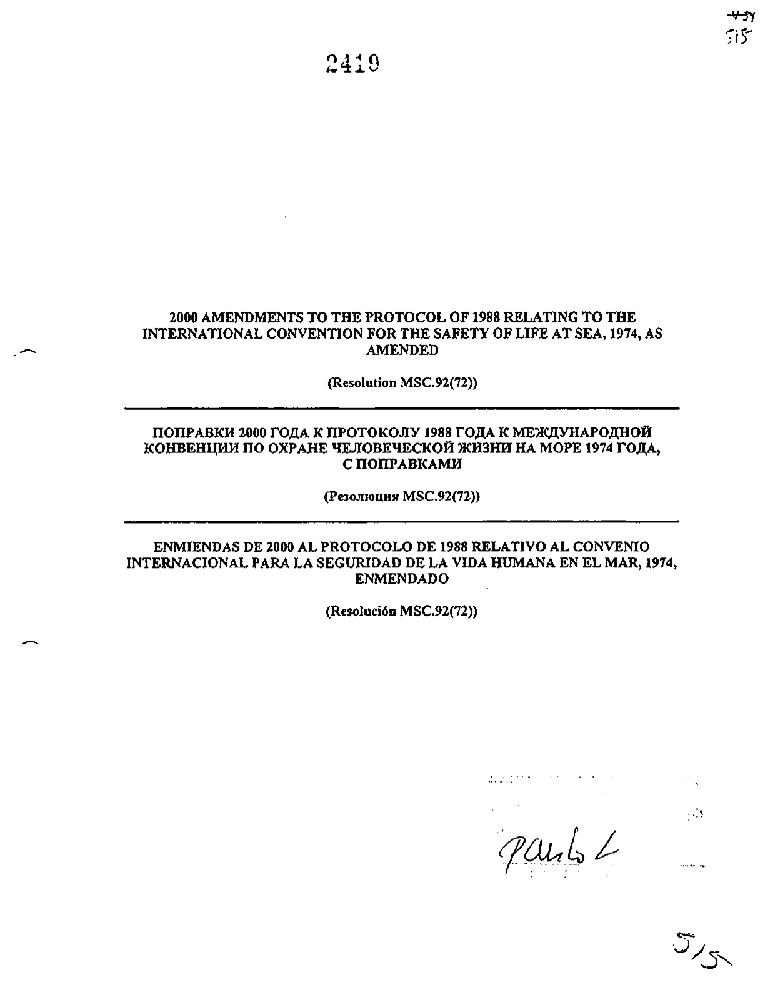 515
2419
2000 AMENDMENTS TO THE PROTOCOL OF 1988 RELATING TO THE
INTERNATIONAL CONVENTION FOR THE SAFETY OF LIFE AT SEA, 1974, AS
AMENDED
(Resolution MSC.92(72))
ПОПРАВКИ 2000 ГОДА К ПРОТОКОЛУ 1988 ГОДА К МЕЖДУНАРОДНОЙ
КОНВЕНЦИИ ПО ОХРАНЕ ЧЕЛОВЕЧЕСКОЙ ЖИЗНИ НА МОРЕ 1974 ГОДА,
С ПОПРАВКАМИ
(Резолюция MSC.92(72))
ENMIENDAS DE 2000 AL PROTOCOLO DE 1988 RELATIVO AL CONVENIO
INTERNACIONAL PARA LA SEGURIDAD DE LA VIDA HUMANA EN EL MAR, 1974,
ENMENDADO
(Resolución MSC.92(72))
515